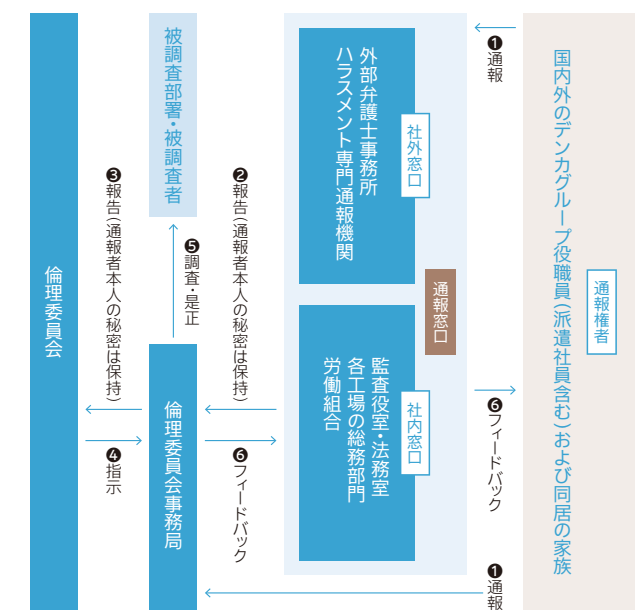 通報権者
国内外のデンカグループ役職員（派遣社員含む）および同居の家族
❶通報
社外窓口
外部弁護士事務所
ハラスメント専門通報機関
通報窓口
社内窓口
監査役室・法務室
各工場の総務部門
労働組合
❻フィードバック
❶通報
❷報告（通報者本人の秘密は保持）
❻フィードバック
被調査部署・被調査者
❺調査・是正
倫理委員会事務局
❸報告（通報者本人の秘密は保持）
❹指示
倫理委員会